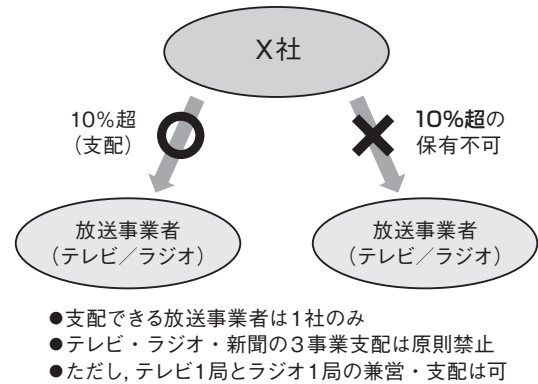 X社
10%超
（支配）
10%超の
保有不可
放送事業者
（テレビ／ラジオ）
放送事業者
（テレビ／ラジオ）
●支配できる放送事業者は1社のみ
●テレビ・ラジオ・新聞の3事業支配は原則禁止
●ただし，テレビ1局とラジオ1局の兼営・支配は可